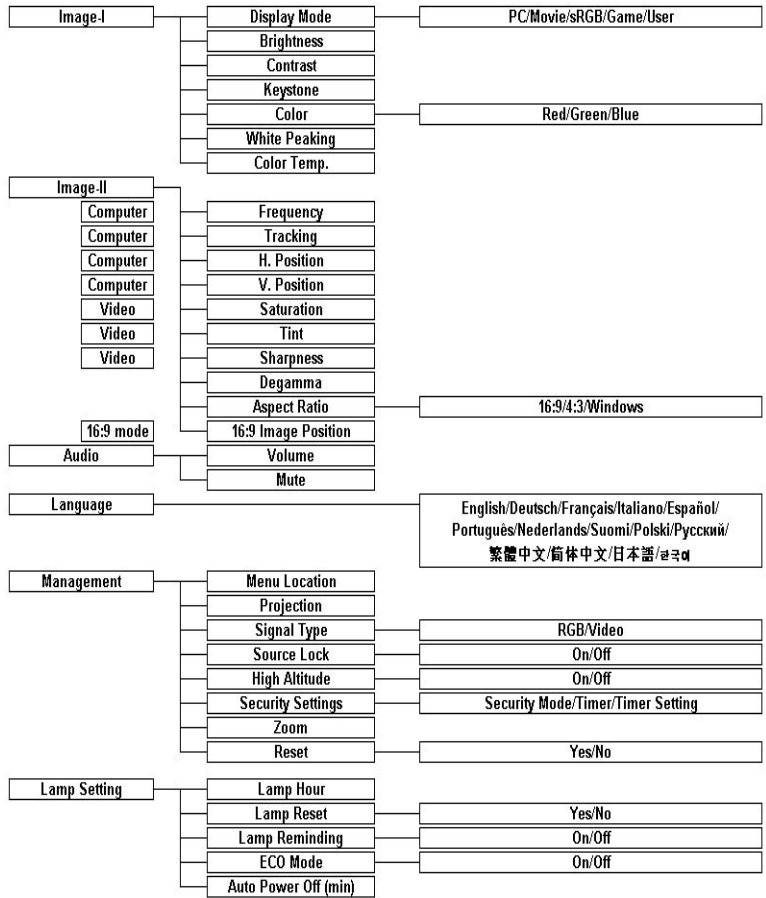 Image-I Display Mode PC/Movie/sRGB/Game/User
Brightness
Contrast
Keystone
Color Red/Green/Blue
White Peaking
Color Temp.
Image-II
Computer Frequency
Computer Tracking
Computer H. Position
Computer V. Position
Video Saturation
Video Tint
Video Sharpness
Degamma
Aspect Ratio 16:9/4:3/Windows
16:9 mode 16:9 Image Position
Audio Volume
Mute
Language English/Deutsch/Français/Italiano/Español/
Português/Nederlands/Suomi/Polski/Русский/
繁體中文/简体中文/日本語/한국어
Management Menu Location
Projection
Signal Type RGB/Video
Source Lock On/Off
High Altitude On/Off
Security Settings Security Mode/Timer/Timer Setting
Zoom
Reset Yes/No
Lamp Setting Lamp Hour
Lamp Reset Yes/No
Lamp Reminding On/Off
ECO Mode On/Off
Auto Power Off (min)